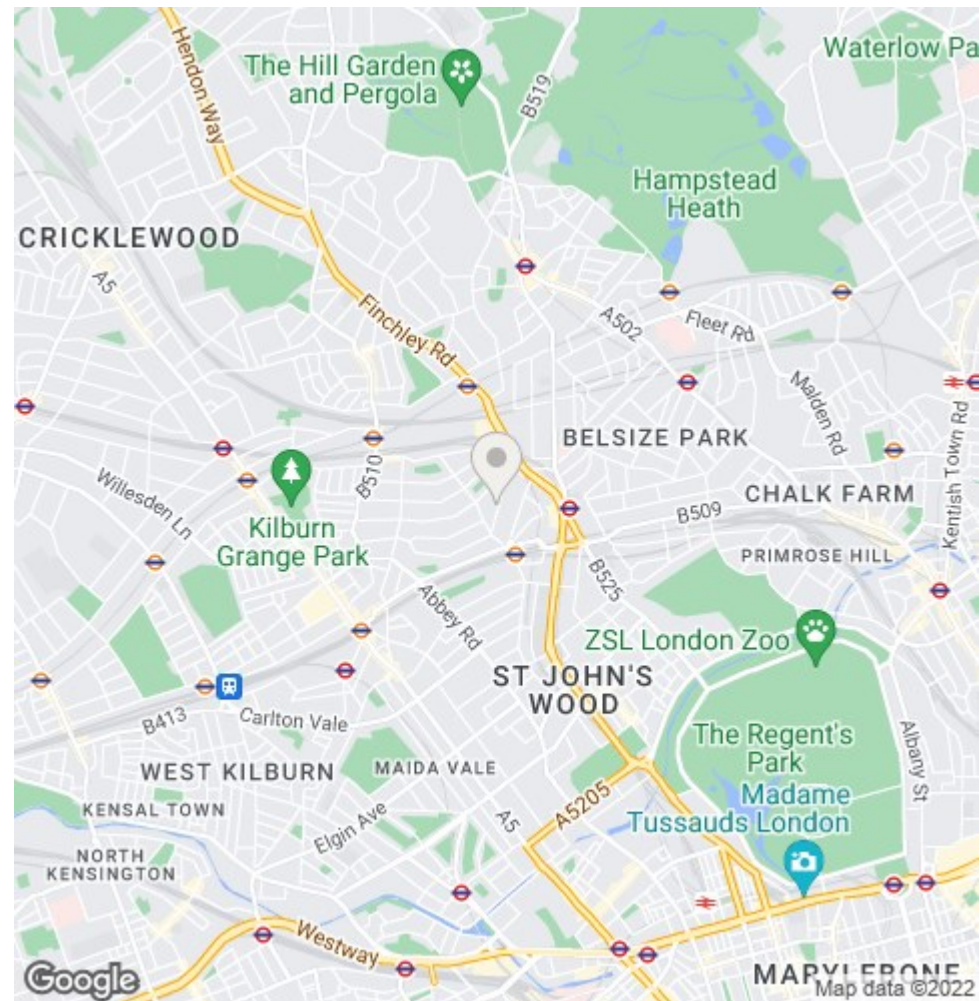 Hendon Way
The Hill Garden
and Pergola
B519
Waterlow Pa
Hampstead
Heath
CRICKLEWOOD
A5
Finchley Rd
A502
Fleet Rd
Malden Rd
Kentish Town Rd
BELSIZE PARK
B510
Willesden Ln
Kilburn
Grange Park
CHALK FARM
B509
PRIMROSE HILL
Abbey Rd
B525
ZSL London Zoo
ST JOHN'S
WOOD
B413
Carlton Vale
The Regent's
Park
Albany St
WEST KILBURN
MAIDA VALE
Madame
Tussauds London
KENSAL TOWN
Elgin Ave
A5
A5205
NORTH
KENSINGTON
Westway
MARYLEBONE
Google
Map data ©2022